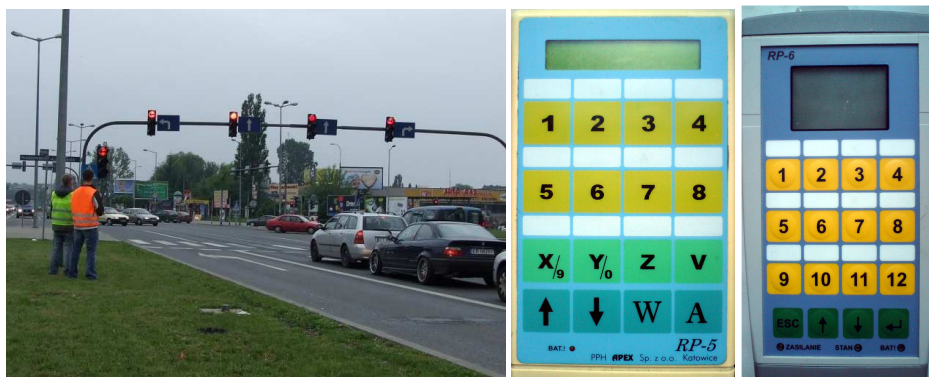 1 2 3 4
5 6 7 8
X/9 Y/0 Z V
↑ ↓ W A
BAT.! RP-5
PPH APEX Sp. z o.o. Katowice
RP-6
1 2 3 4
5 6 7 8
9 10 11 12
ESC ↑ ↓ ↵
ZASILANIE STAN BAT!